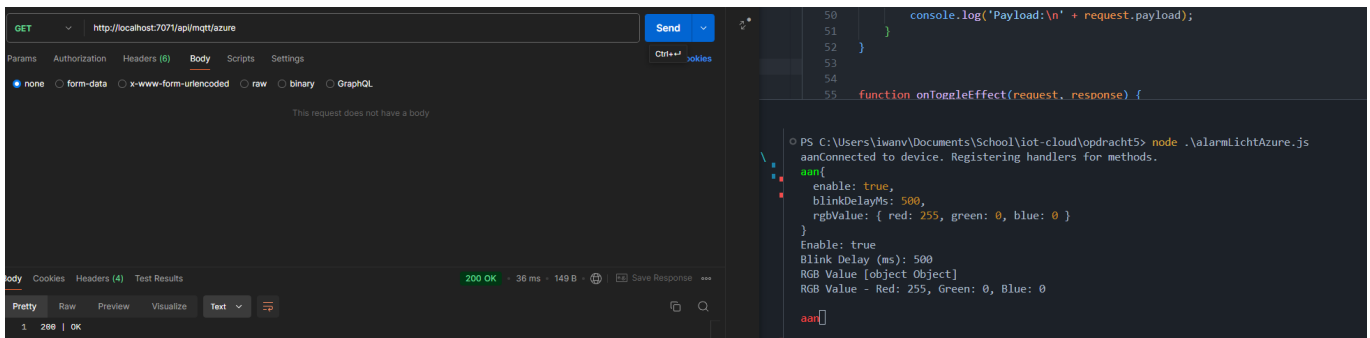 GET http://localhost:7071/api/mqtt/azure Send
Ctrl+↵
Params Authorization Headers (6) Body Scripts Settings ookies
none form-data x-www-form-urlencoded raw binary GraphQL
This request does not have a body
ody Cookies Headers (4) Test Results 200 OK 36 ms 149 B Save Response
Pretty Raw Preview Visualize Text
1 200 | OK
50 console.log('Payload:\n' + request.payload);
51 }
52 }
53
54
55 function onToggleEffect(request, response) {
PS C:\Users\iwanv\Documents\School\iot-cloud\opdracht5> node .\alarmLichtAzure.js
aanConnected to device. Registering handlers for methods.
aan{
enable: true,
blinkDelayMs: 500,
rgbValue: { red: 255, green: 0, blue: 0 }
}
Enable: true
Blink Delay (ms): 500
RGB Value [object Object]
RGB Value - Red: 255, Green: 0, Blue: 0
aan